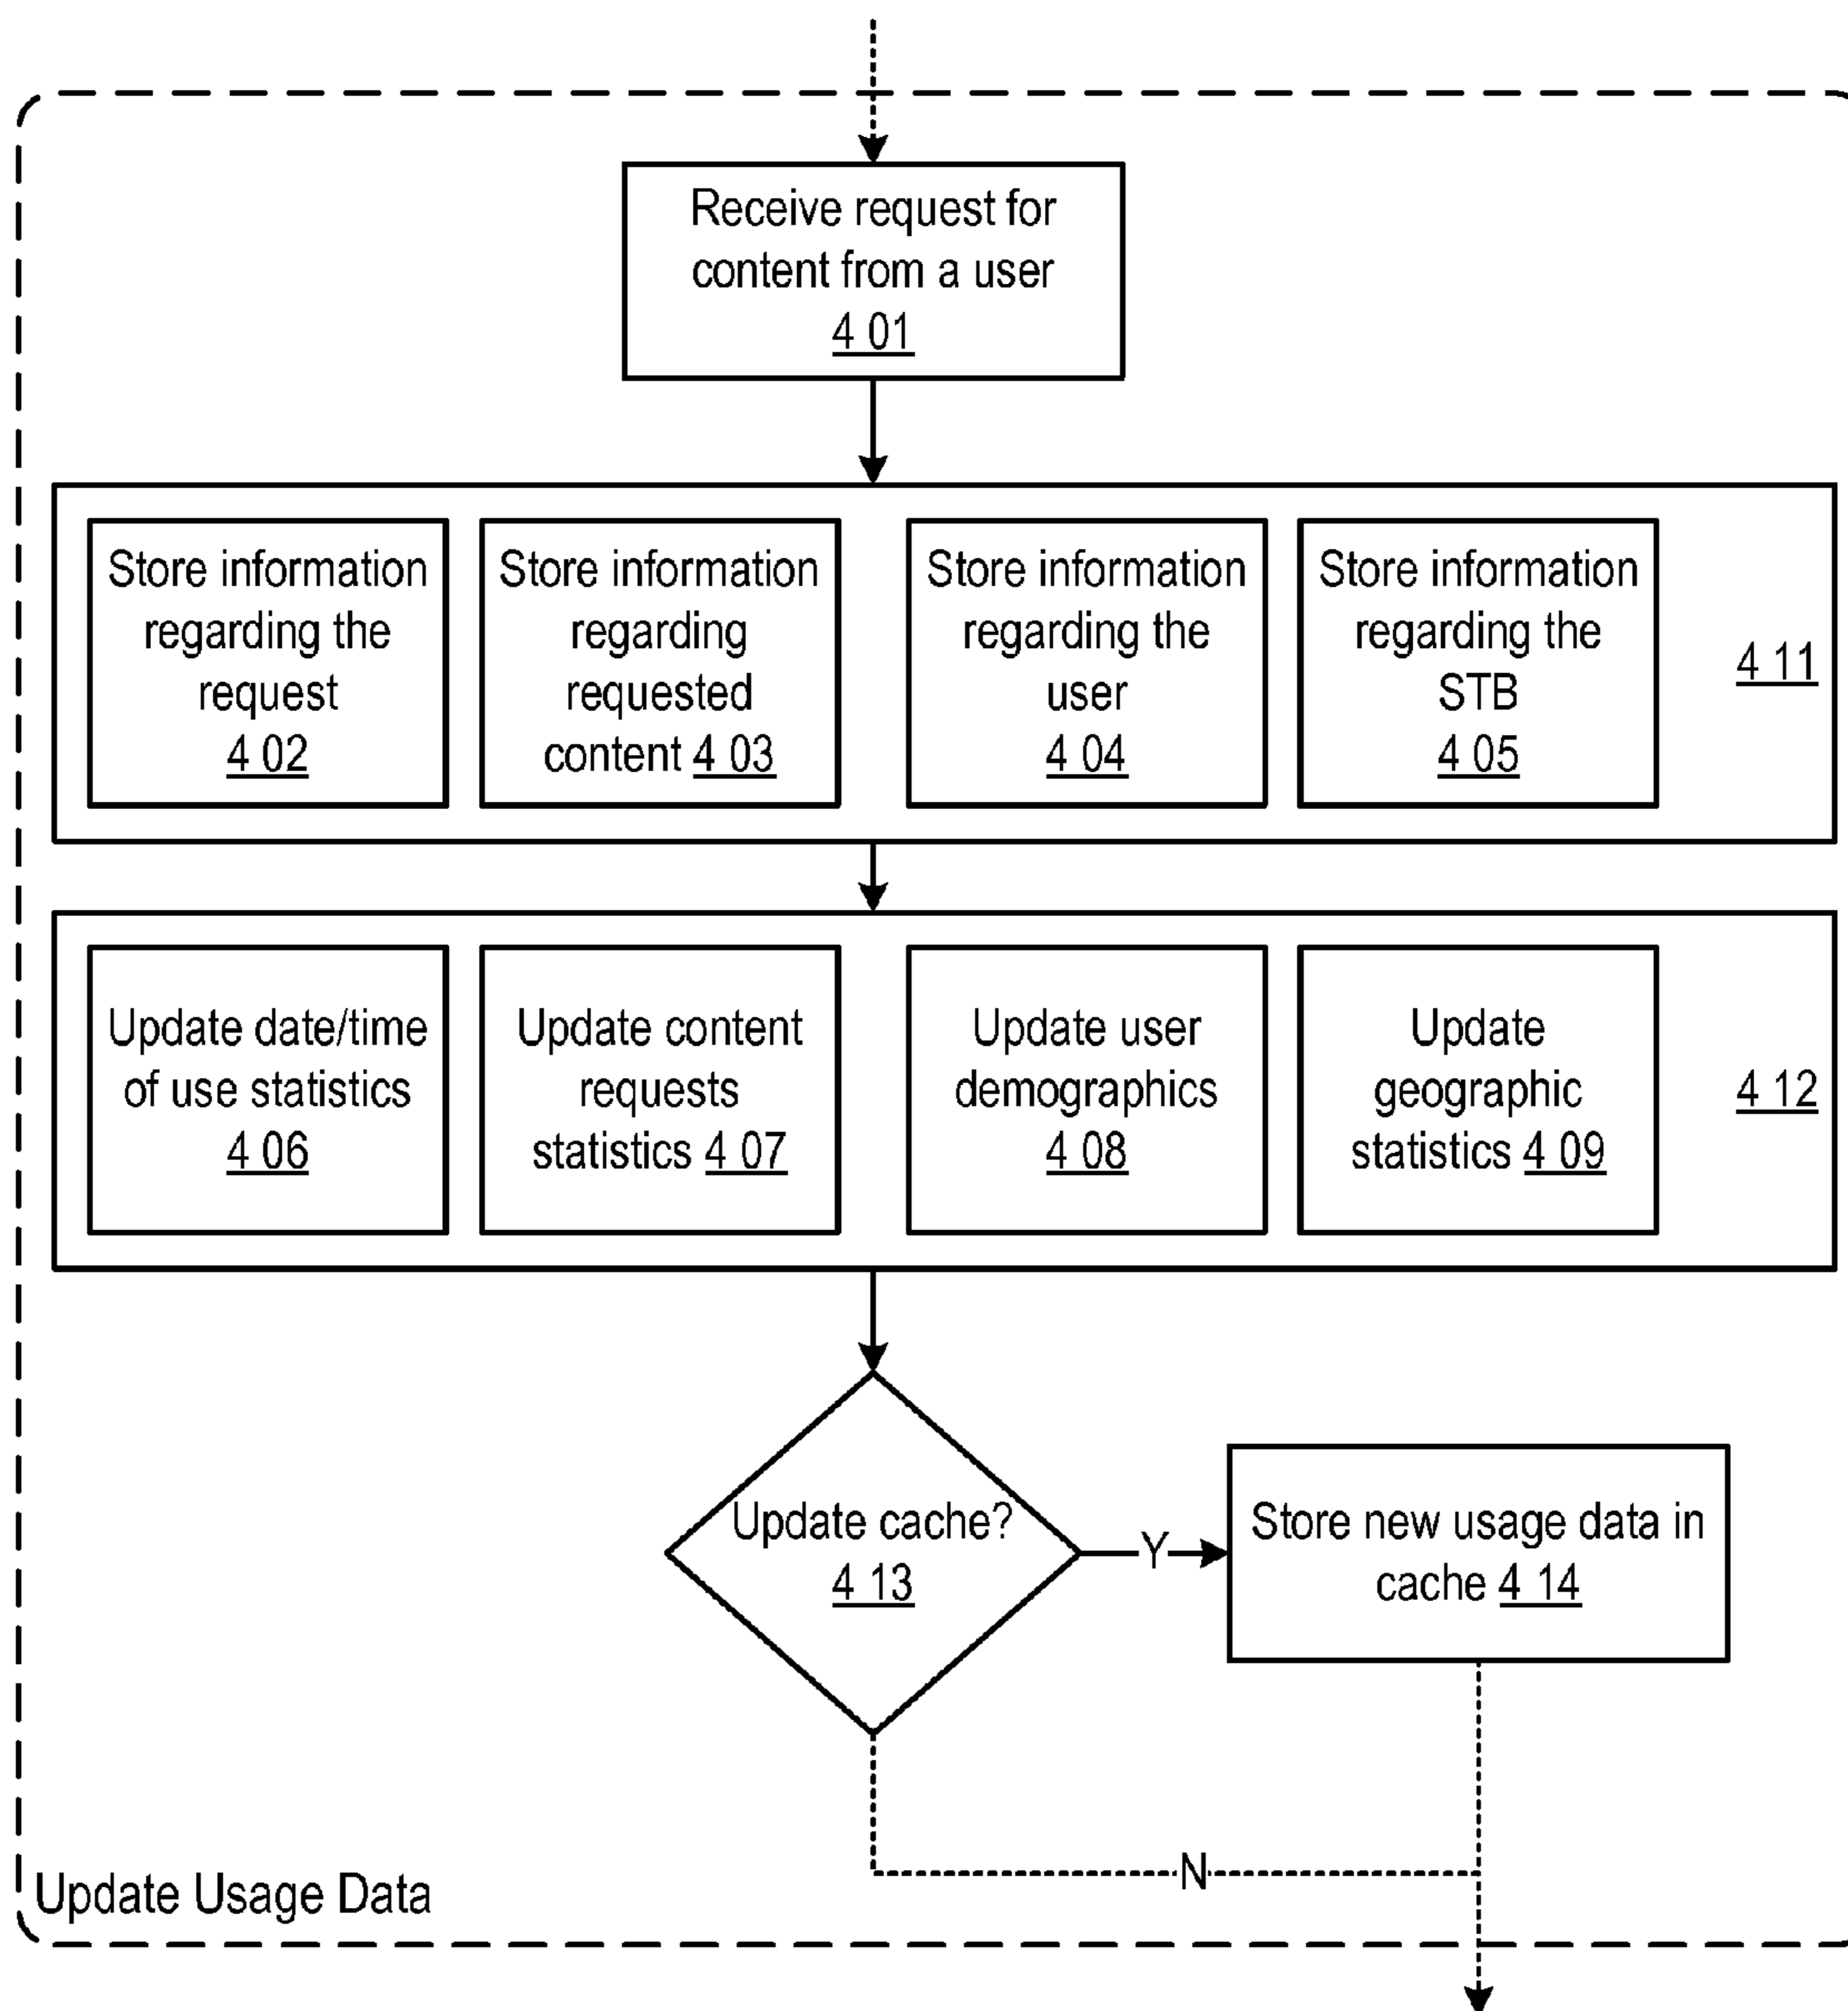 Receive request for
content from a user
4 01
Store information
regarding the
request
4 02
Store information
regarding
requested
content 4 03
Store information
regarding the
user
4 04
Store information
regarding the
STB
4 05
4 11
Update date/time
of use statistics
4 06
Update content
requests
statistics 4 07
Update user
demographics
4 08
Update
geographic
statistics 4 09
4 12
Update cache?
4 13
Y
Store new usage data in
cache 4 14
N
Update Usage Data